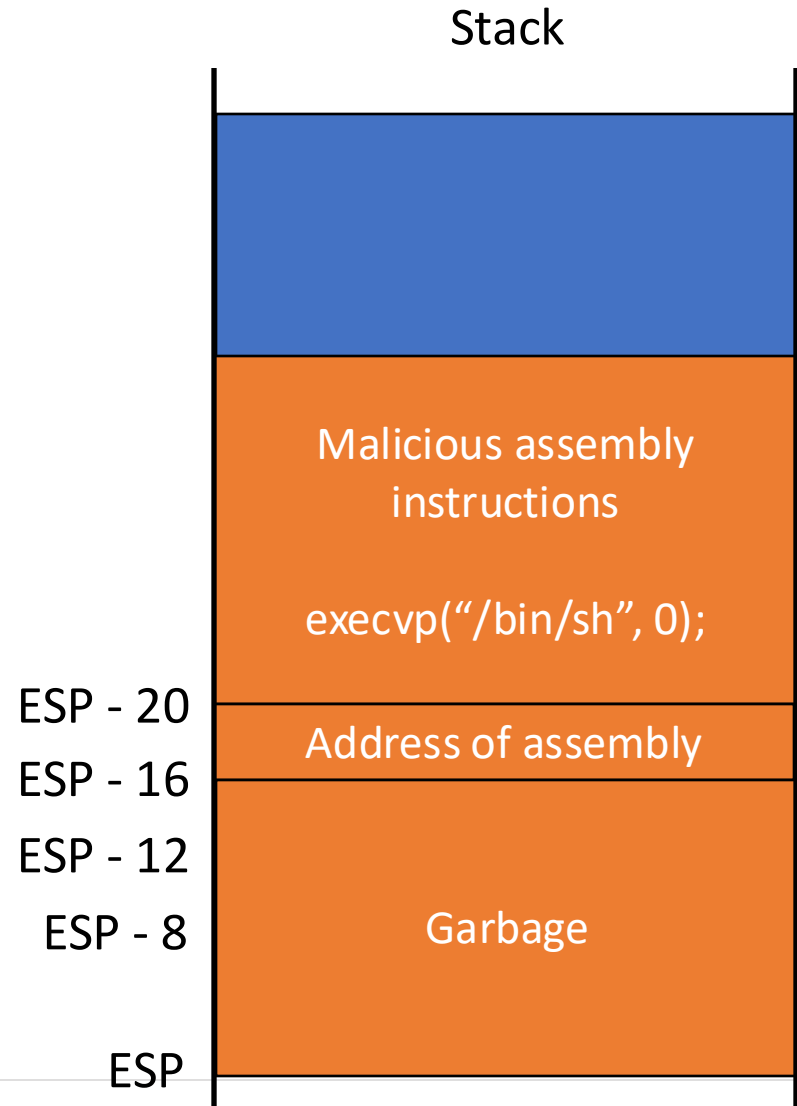 Stack
Malicious assembly
instructions
execvp(“/bin/sh”, 0);
ESP - 20
Address of assembly
ESP - 16
ESP - 12
ESP - 8
Garbage
ESP